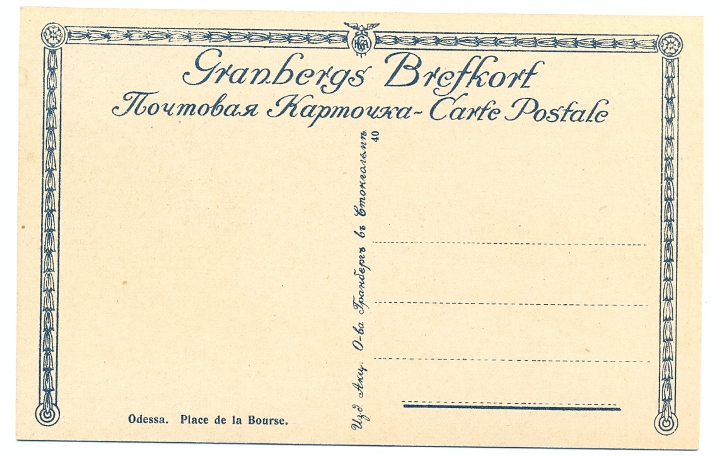 Granbergs Brefkort
Почтовая Карточка - Carte Postale
Изд. Акц. О-ва Гранбергъ въ Стокгольмѣ
40
Odessa. Place de la Bourse.